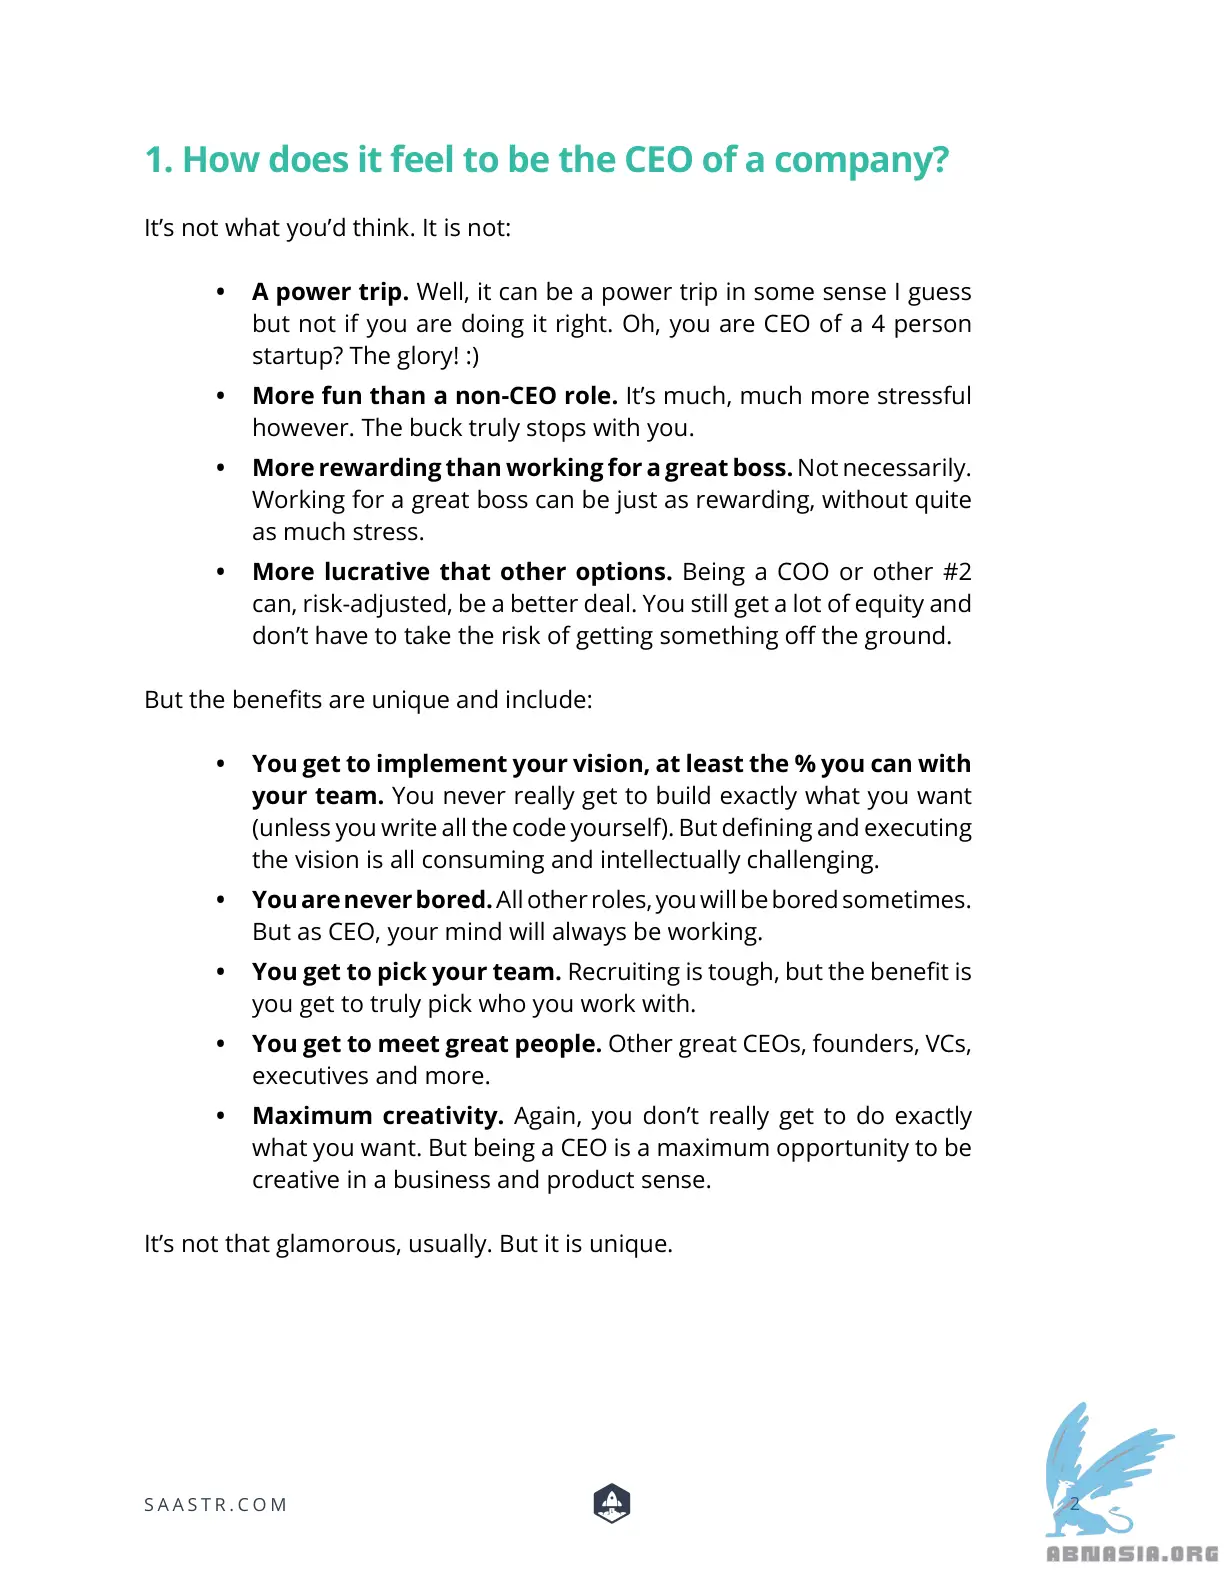 1. How does it feel to be the CEO of a company?
It’s not what you’d think. It is not:
• A power trip. Well, it can be a power trip in some sense I guess
but not if you are doing it right. Oh, you are CEO of a 4 person
startup? The glory! :)
• More fun than a non-CEO role. It’s much, much more stressful
however. The buck truly stops with you.
• More rewarding than working for a great boss. Not necessarily.
Working for a great boss can be just as rewarding, without quite
as much stress.
• More lucrative that other options. Being a COO or other #2
can, risk-adjusted, be a better deal. You still get a lot of equity and
don’t have to take the risk of getting something off the ground.
But the benefits are unique and include:
• You get to implement your vision, at least the % you can with
your team. You never really get to build exactly what you want
(unless you write all the code yourself). But defining and executing
the vision is all consuming and intellectually challenging.
• You are never bored. All other roles, you will be bored sometimes.
But as CEO, your mind will always be working.
• You get to pick your team. Recruiting is tough, but the benefit is
you get to truly pick who you work with.
• You get to meet great people. Other great CEOs, founders, VCs,
executives and more.
• Maximum creativity. Again, you don’t really get to do exactly
what you want. But being a CEO is a maximum opportunity to be
creative in a business and product sense.
It’s not that glamorous, usually. But it is unique.
SAASTR.COM
2
ABNASIA.ORG